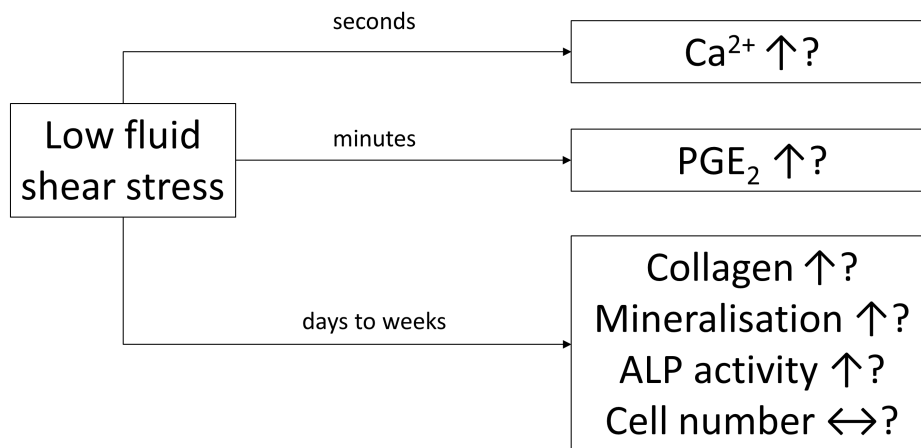 seconds
Ca²⁺ ↑?
Low fluid
shear stress
minutes
PGE₂ ↑?
days to weeks
Collagen ↑?
Mineralisation ↑?
ALP activity ↑?
Cell number ↔?